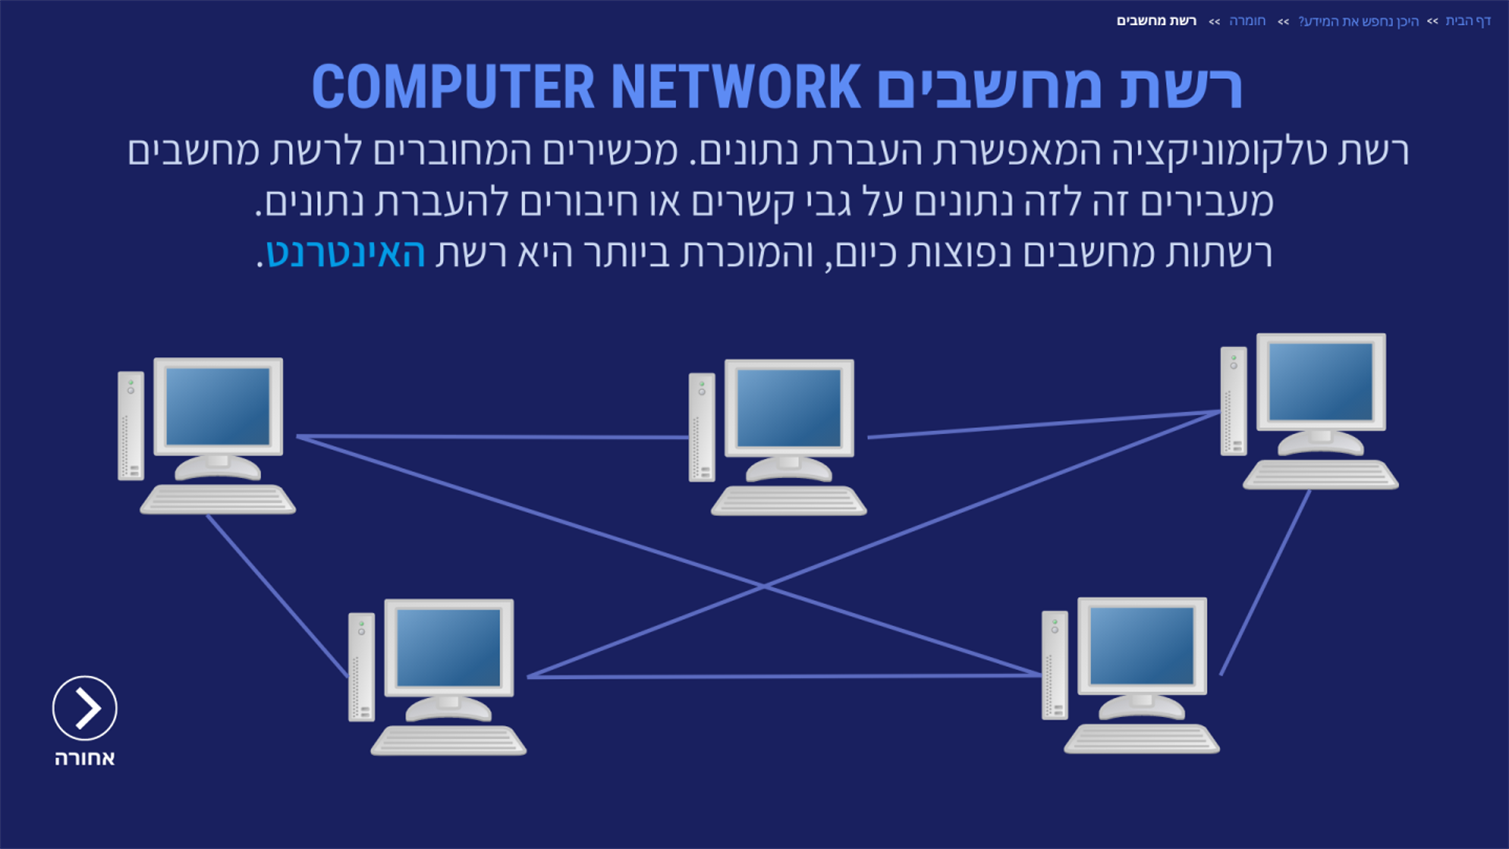 דף הבית >> היכן נחפש את המידע? >> חומרה >> רשת מחשבים
רשת מחשבים COMPUTER NETWORK
רשת טלקומוניקציה המאפשרת העברת נתונים. מכשירים המחוברים לרשת מחשבים
מעבירים זה לזה נתונים על גבי קשרים או חיבורים להעברת נתונים.
רשתות מחשבים נפוצות כיום, והמוכרת ביותר היא רשת האינטרנט.
אחורה